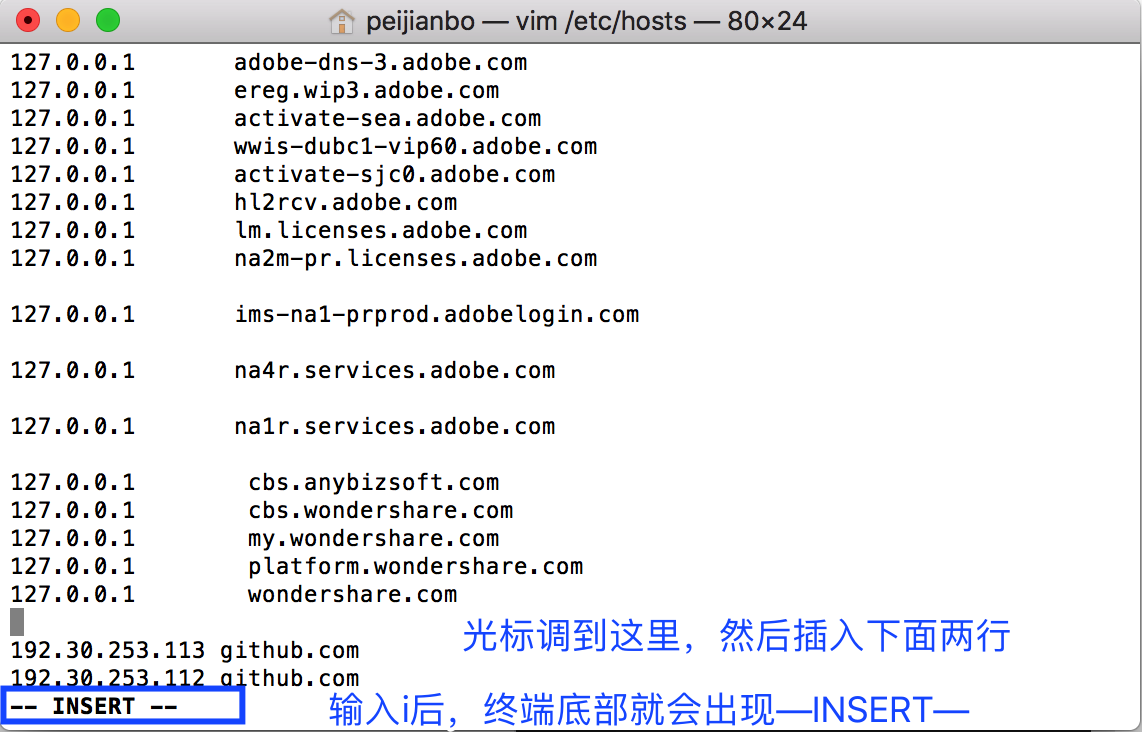 peijianbo — vim /etc/hosts — 80×24
127.0.0.1 adobe-dns-3.adobe.com
127.0.0.1 ereg.wip3.adobe.com
127.0.0.1 activate-sea.adobe.com
127.0.0.1 wwis-dubc1-vip60.adobe.com
127.0.0.1 activate-sjc0.adobe.com
127.0.0.1 hl2rcv.adobe.com
127.0.0.1 lm.licenses.adobe.com
127.0.0.1 na2m-pr.licenses.adobe.com
127.0.0.1 ims-na1-prprod.adobelogin.com
127.0.0.1 na4r.services.adobe.com
127.0.0.1 na1r.services.adobe.com
127.0.0.1 cbs.anybizsoft.com
127.0.0.1 cbs.wondershare.com
127.0.0.1 my.wondershare.com
127.0.0.1 platform.wondershare.com
127.0.0.1 wondershare.com
光标调到这里，然后插入下面两行
192.30.253.113 github.com
192.30.253.112 github.com
-- INSERT --
输入i后，终端底部就会出现—INSERT—